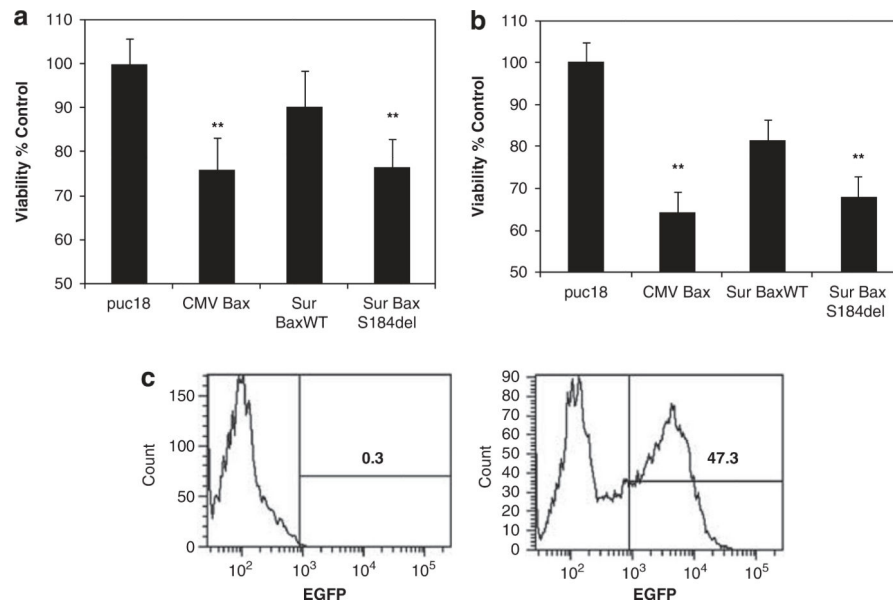 a
110
100
90
80
70
60
50
Viability % Control
**
**
puc18
CMV Bax
Sur
BaxWT
Sur Bax
S184del
b
110
100
90
80
70
60
50
Viability % Control
**
**
puc18
CMV Bax
Sur BaxWT
Sur Bax
S184del
c
150
100
50
0
Count
0.3
10²
10³
10⁴
10⁵
EGFP
90
80
70
60
50
40
30
20
10
0
Count
47.3
10²
10³
10⁴
10⁵
EGFP